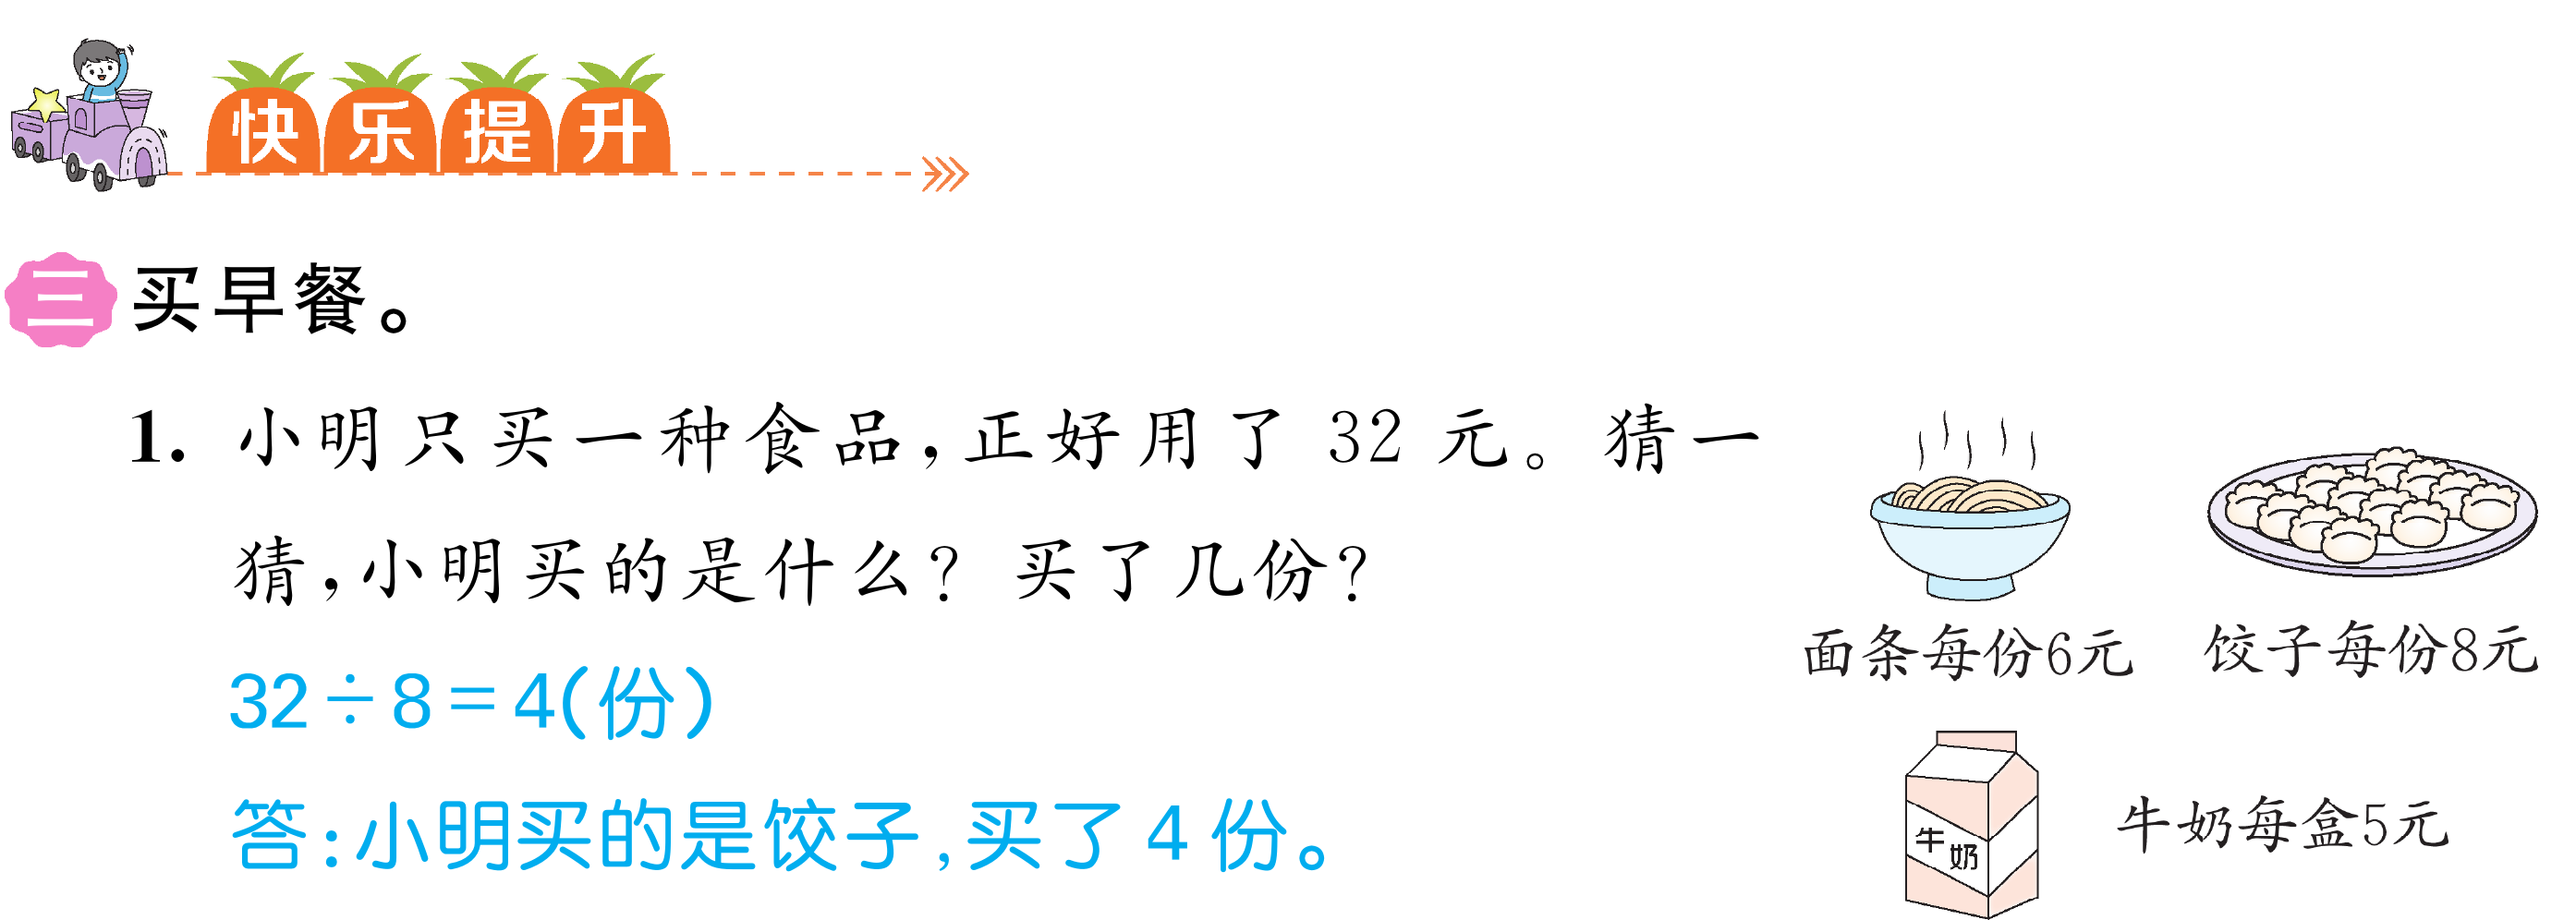 快乐提升
三 买早餐。
1. 小明只买一种食品,正好用了 32 元。猜一
猜,小明买的是什么？买了几份？
32÷8=4(份)
答:小明买的是饺子,买了 4 份。
面条每份6元
饺子每份8元
牛奶
牛奶每盒5元